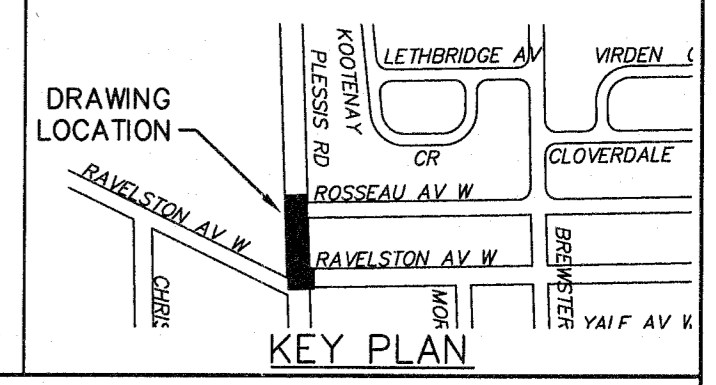 DRAWING
LOCATION
PLESSIS RD
KOOTENAY
CR
LETHBRIDGE AV
VIRDEN
CLOVERDALE
ROSSEAU AV W
RAVELSTON AV W
RAVELSTON AV W
BREWSTER
YALE AV W
KEY PLAN